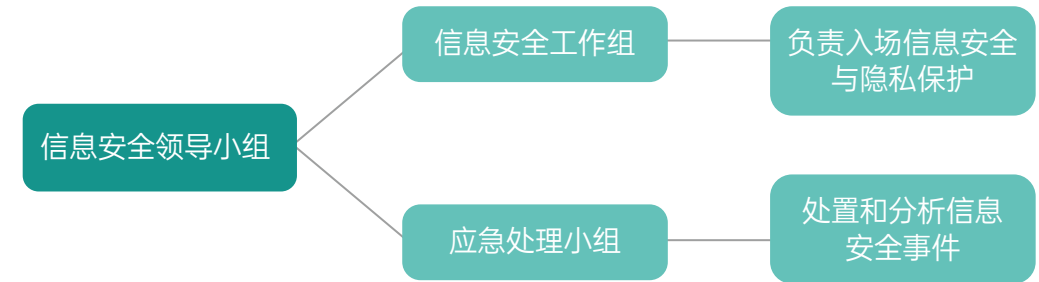 信息安全领导小组
信息安全工作组
负责入场信息安全
与隐私保护
应急处理小组
处置和分析信息
安全事件